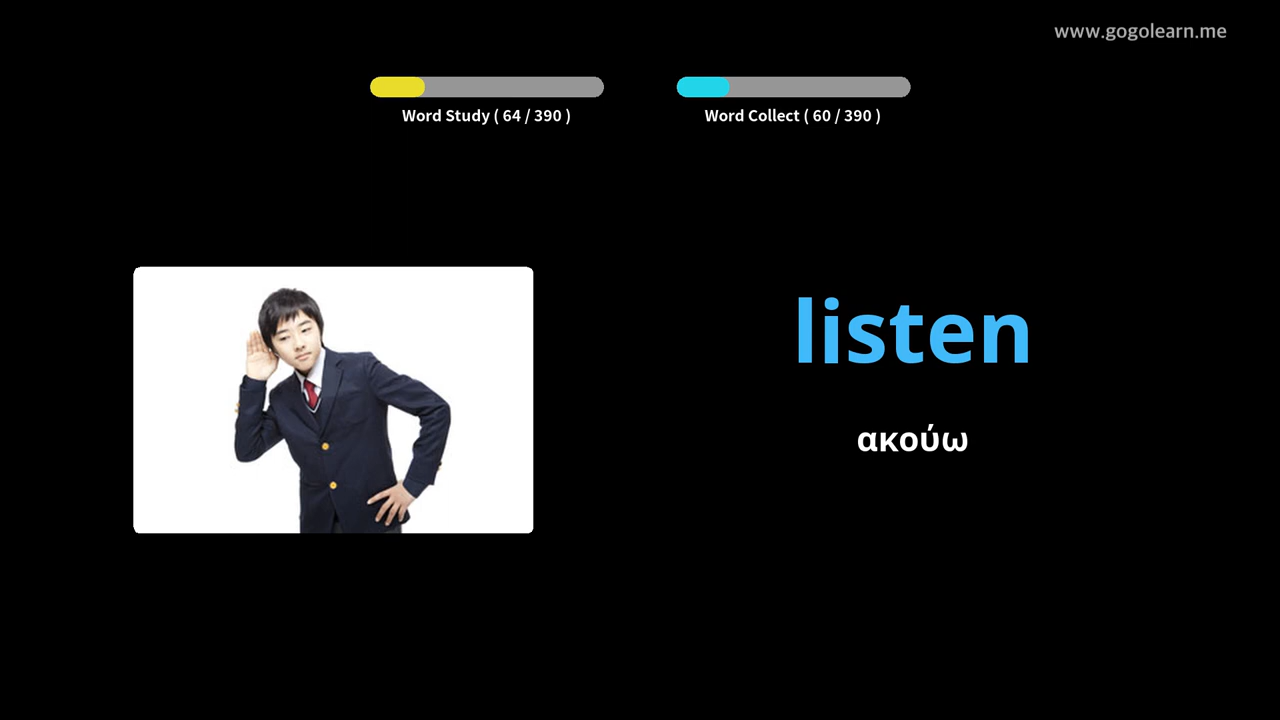 www.gogolearn.me
Word Study ( 64 / 390 )
Word Collect ( 60 / 390 )
listen
ακούω